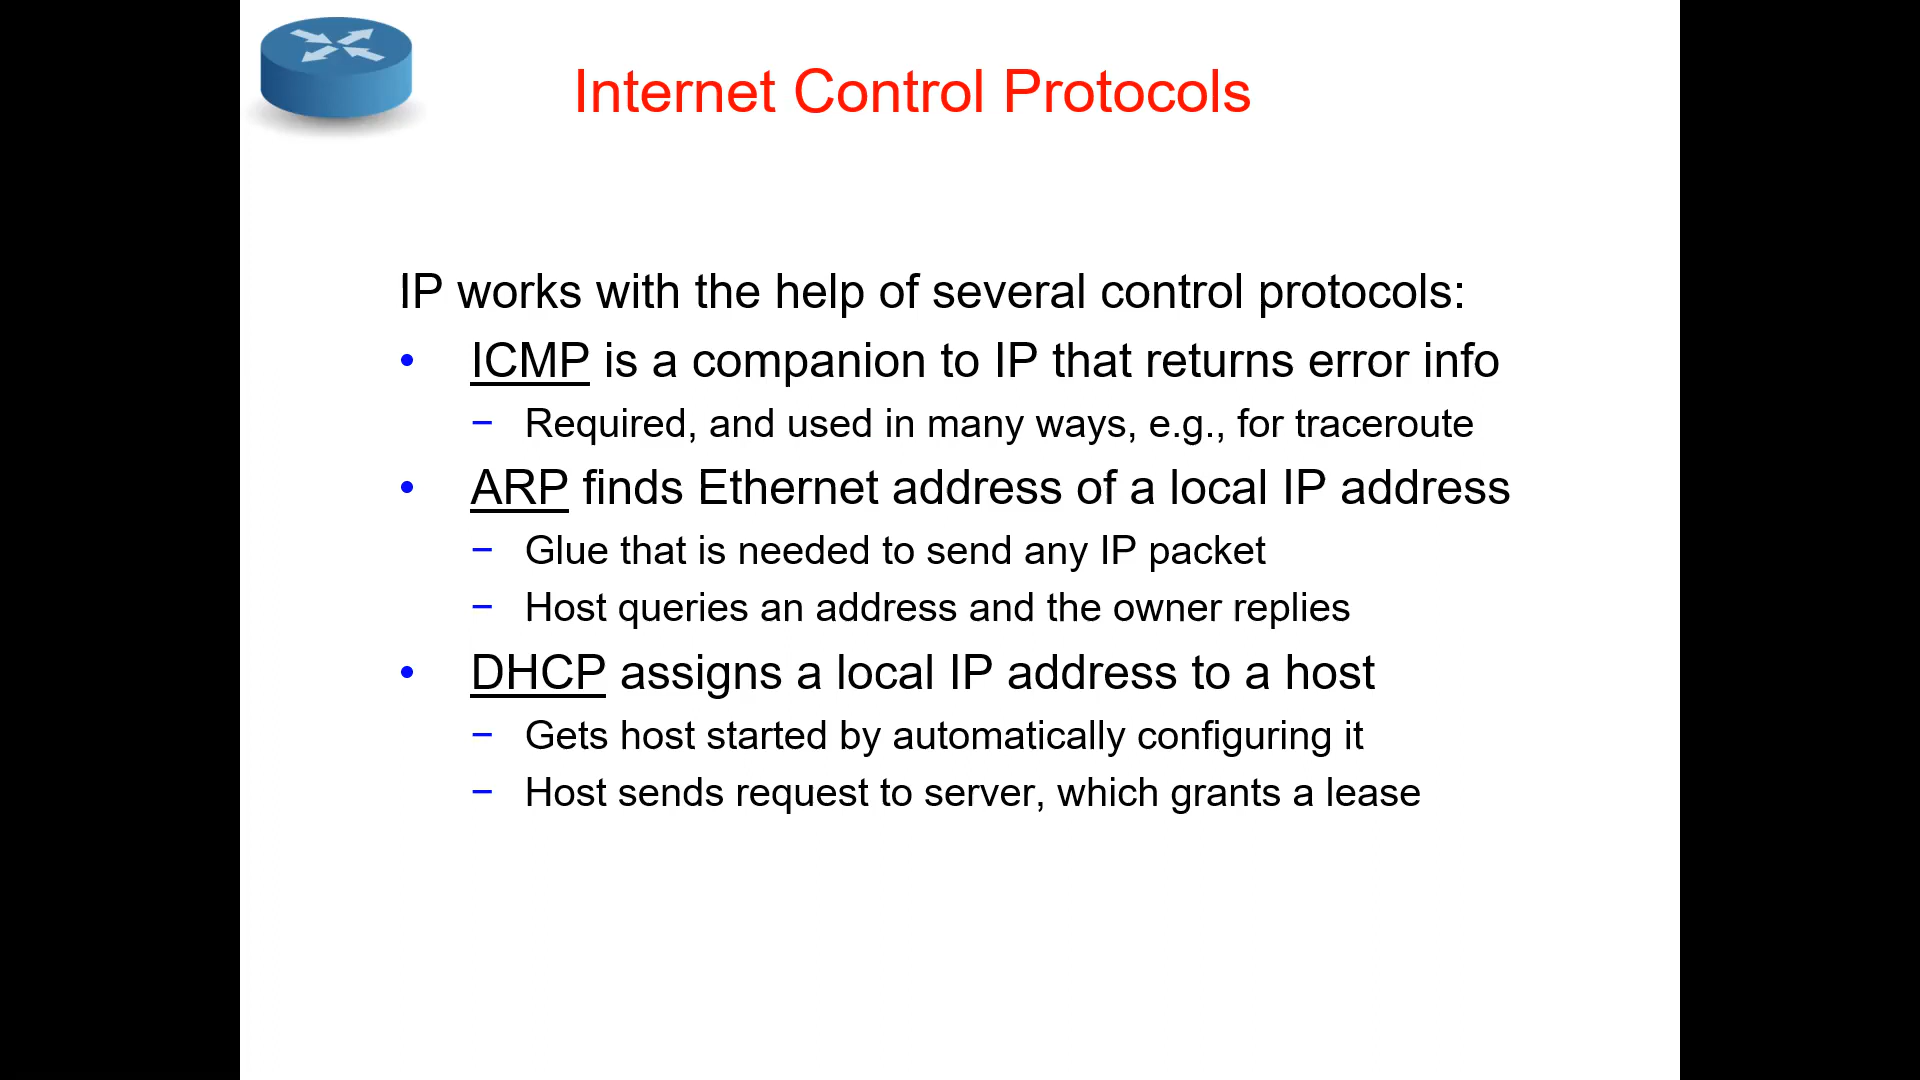 Internet Control Protocols
IP works with the help of several control protocols:
• ICMP is a companion to IP that returns error info
− Required, and used in many ways, e.g., for traceroute
• ARP finds Ethernet address of a local IP address
− Glue that is needed to send any IP packet
− Host queries an address and the owner replies
• DHCP assigns a local IP address to a host
− Gets host started by automatically configuring it
− Host sends request to server, which grants a lease